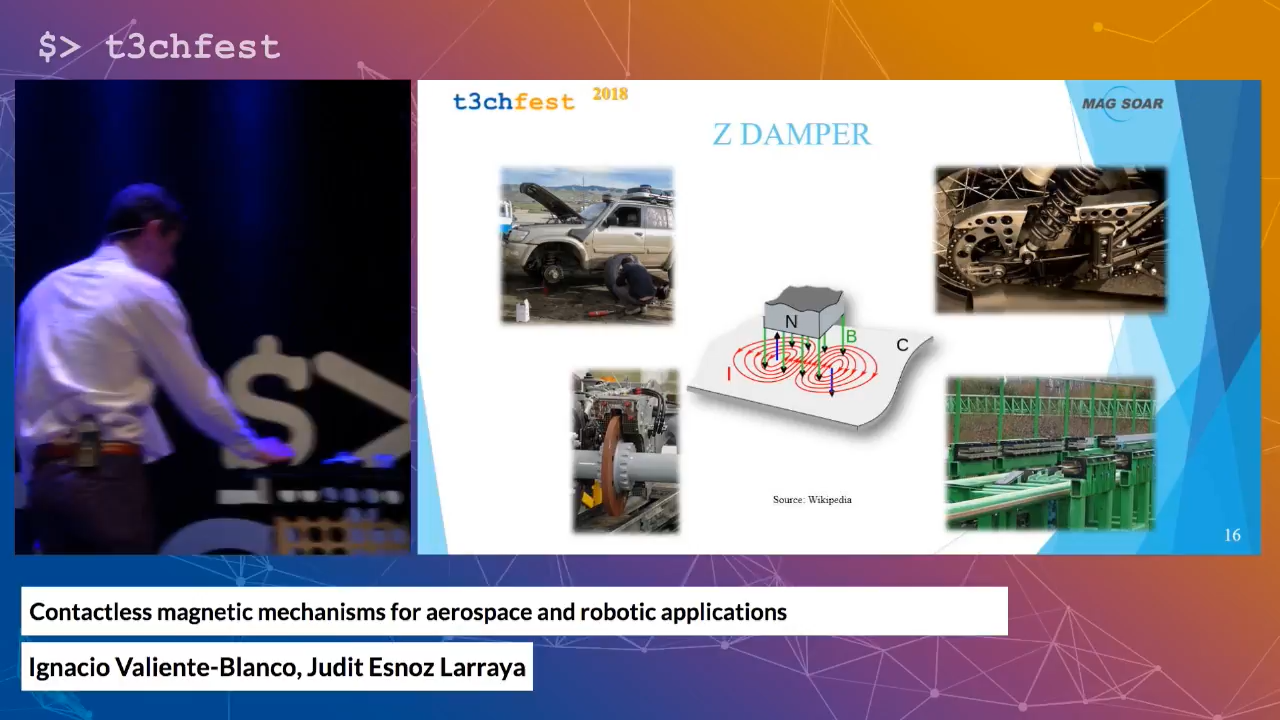 $> t3chfest
t3chfest 2018
MAG SOAR
Z DAMPER
N
B
C
I
Source: Wikipedia
$>
16
Contactless magnetic mechanisms for aerospace and robotic applications
Ignacio Valiente-Blanco, Judit Esnoz Larraya